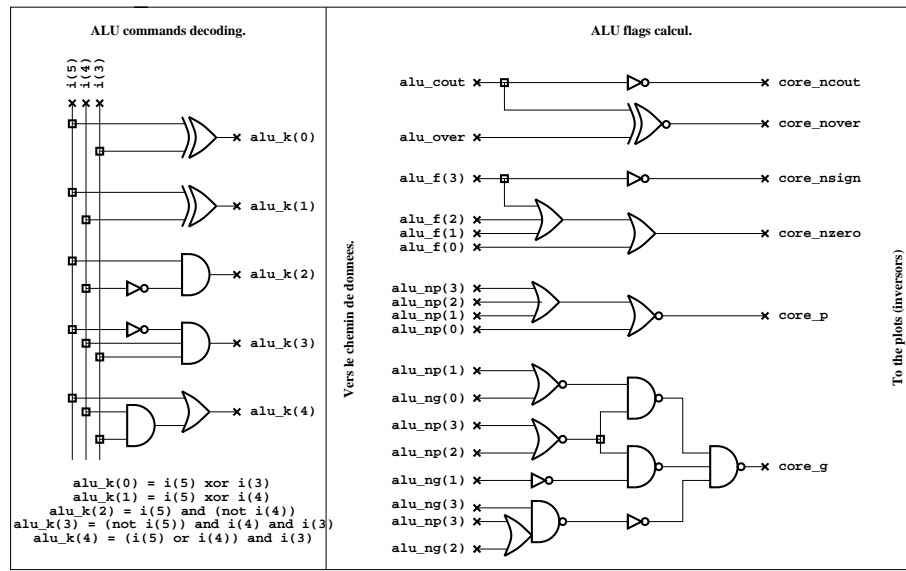 ALU commands decoding.
i(5)
i(4)
i(3)
alu_k(0)
alu_k(1)
alu_k(2)
alu_k(3)
alu_k(4)
alu_k(0) = i(5) xor i(3)
alu_k(1) = i(5) xor i(4)
alu_k(2) = i(5) and (not i(4))
alu_k(3) = (not i(5)) and i(4) and i(3)
alu_k(4) = (i(5) or i(4)) and i(3)
Vers le chemin de donnees.
ALU flags calcul.
alu_cout
core_ncout
core_nover
alu_over
alu_f(3)
core_nsign
alu_f(2)
alu_f(1)
core_nzero
alu_f(0)
alu_np(3)
alu_np(2)
alu_np(1)
core_p
alu_np(0)
alu_np(1)
alu_ng(0)
alu_np(3)
alu_np(2)
core_g
alu_ng(1)
alu_ng(3)
alu_np(3)
alu_ng(2)
To the plots (inversors)